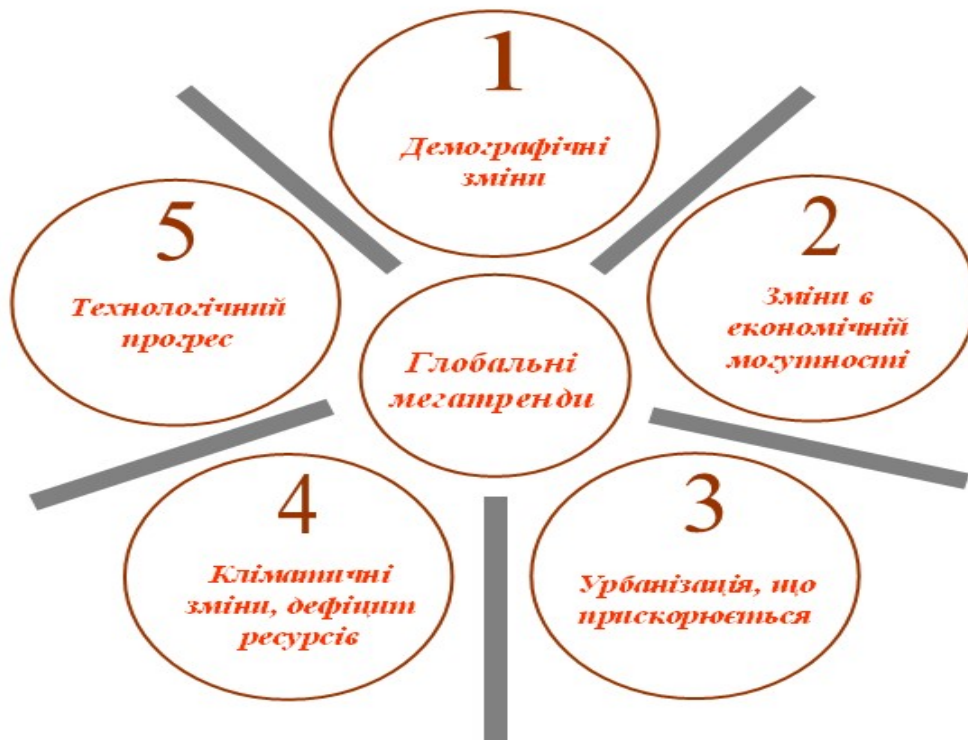 1
Демографічні
зміни
2
Зміни в
економічній
могутності
3
Урбанізація, що
прискорюється
4
Кліматичні
зміни, дефіцит
ресурсів
5
Технологічний
прогрес
Глобальні
мегатренди